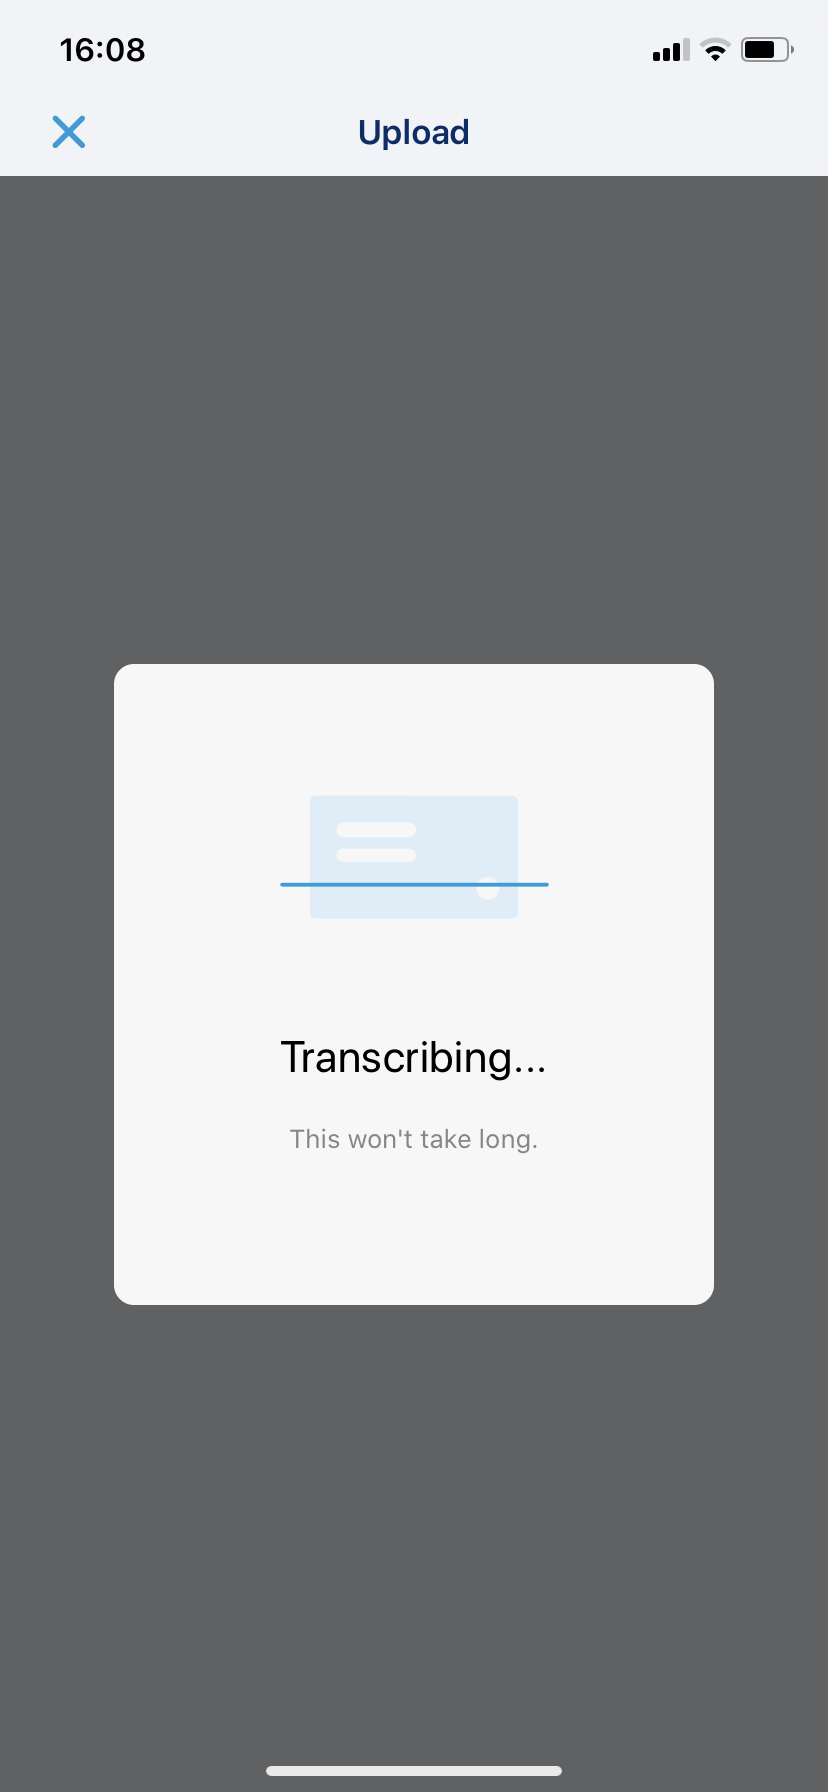 16:08
Upload
Transcribing...
This won't take long.